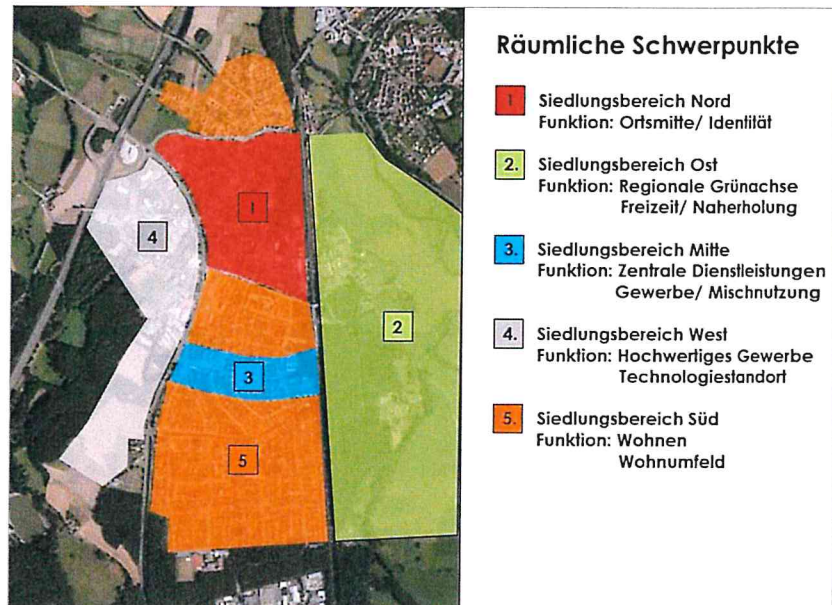 Räumliche Schwerpunkte
1 Siedlungsbereich Nord
Funktion: Ortsmitte/ Identität
2. Siedlungsbereich Ost
Funktion: Regionale Grünachse
Freizeit/ Naherholung
3. Siedlungsbereich Mitte
Funktion: Zentrale Dienstleistungen
Gewerbe/ Mischnutzung
4. Siedlungsbereich West
Funktion: Hochwertiges Gewerbe
Technologiestandort
5. Siedlungsbereich Süd
Funktion: Wohnen
Wohnumfeld
1
4
2
3
5